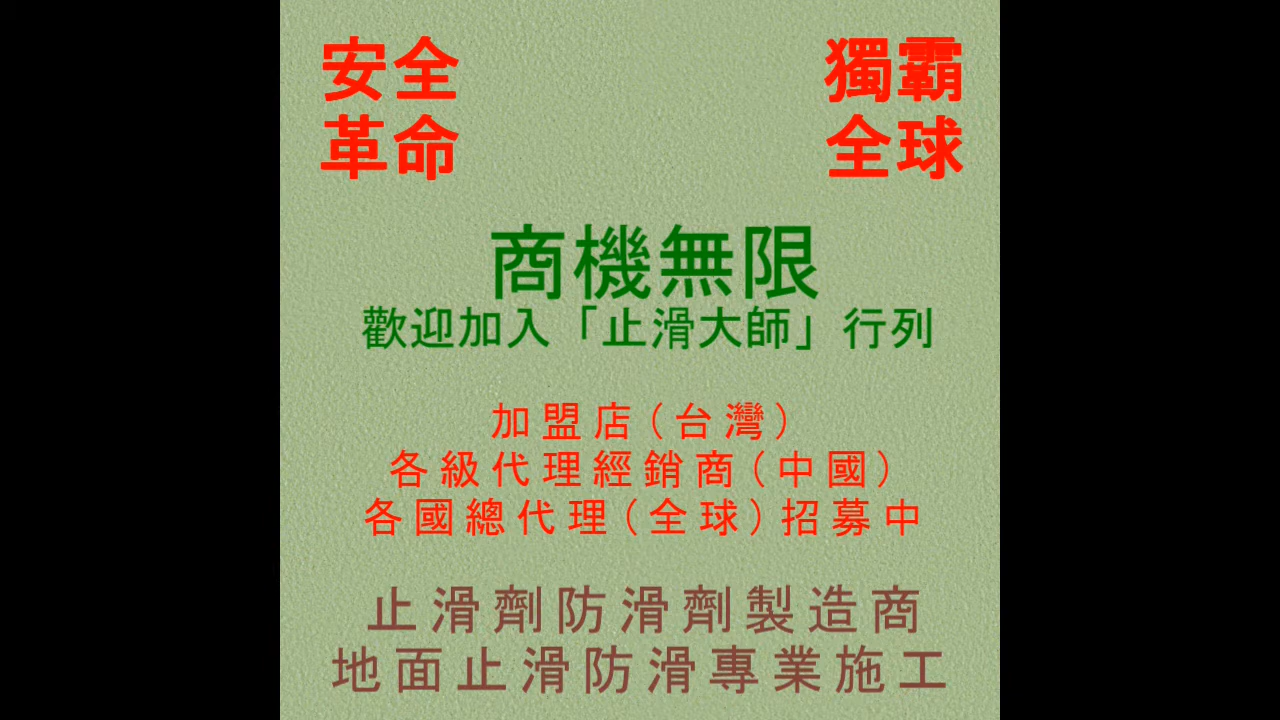 安全
革命
獨霸
全球
商機無限
歡迎加入「止滑大師」行列
加盟店(台灣)
各級代理經銷商(中國)
各國總代理(全球)招募中
止滑劑防滑劑製造商
地面止滑防滑專業施工